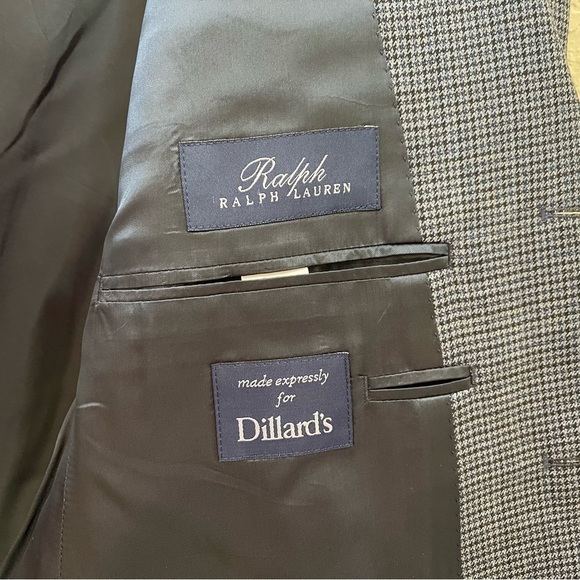 Ralph
RALPH LAUREN
made expressly
for
Dillard's